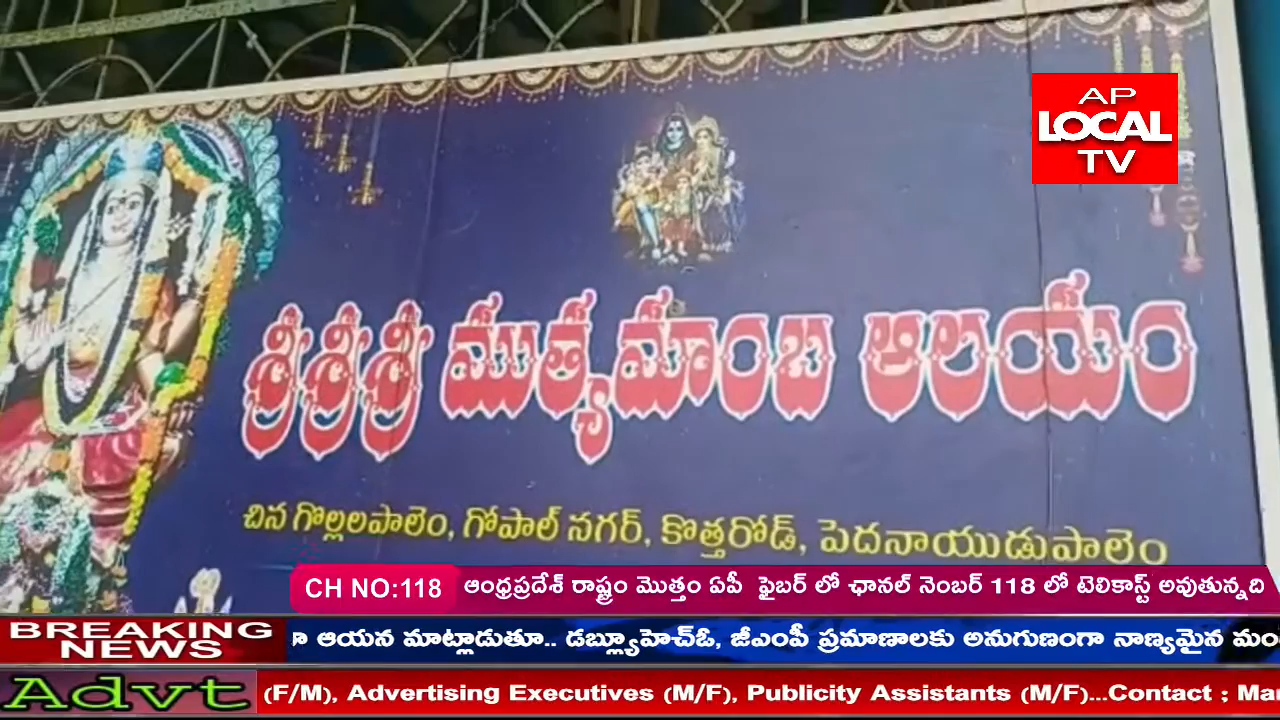 AP
LOCAL
TV
శ్రీశ్రీశ్రీ ముత్యమాంబ ఆలయం
చిన గొల్లలపాలెం, గోపాల్ నగర్, కొత్తరోడ్, పెదనాయుడుపాలెం
CH NO:118 ఆంధ్రప్రదేశ్ రాష్ట్రం మొత్తం ఏపీ ఫైబర్ లో ఛానల్ నెంబర్ 118 లో టెలికాస్ట్ అవుతున్నది
BREAKING NEWS ఆయన మాట్లాడుతూ.. డబ్ల్యూహెచ్ఓ, జీఎంపీ ప్రమాణాలకు అనుగుణంగా నాణ్యమైన
Advt (F/M), Advertising Executives (M/F), Publicity Assistants (M/F)...Contact ;